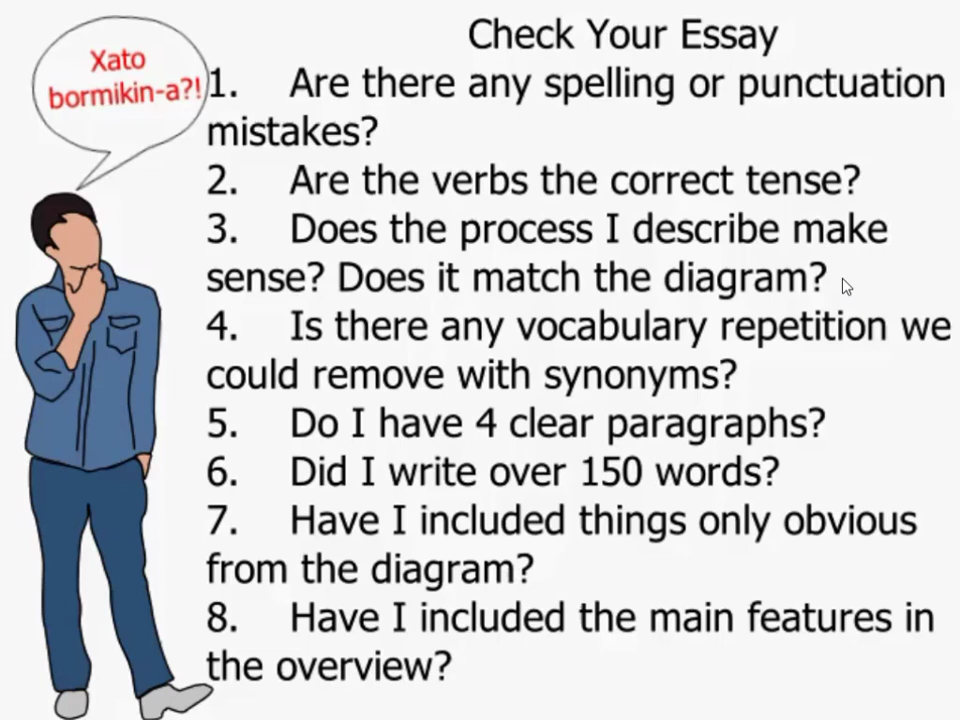 Check Your Essay
Xato
bormikin-a?!
1. Are there any spelling or punctuation
mistakes?
2. Are the verbs the correct tense?
3. Does the process I describe make
sense? Does it match the diagram?
4. Is there any vocabulary repetition we
could remove with synonyms?
5. Do I have 4 clear paragraphs?
6. Did I write over 150 words?
7. Have I included things only obvious
from the diagram?
8. Have I included the main features in
the overview?